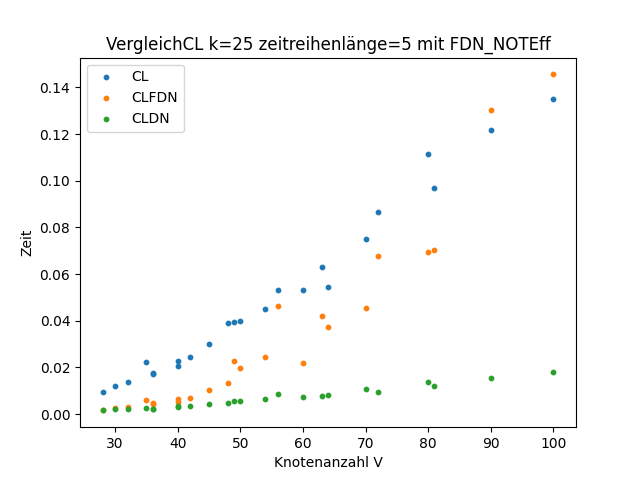 VergleichCL k=25 zeitreihenlänge=5 mit FDN_NOTEff
CL
CLFDN
CLDN
0.14
0.12
0.10
0.08
0.06
0.04
0.02
0.00
Zeit
30 40 50 60 70 80 90 100
Knotenanzahl V